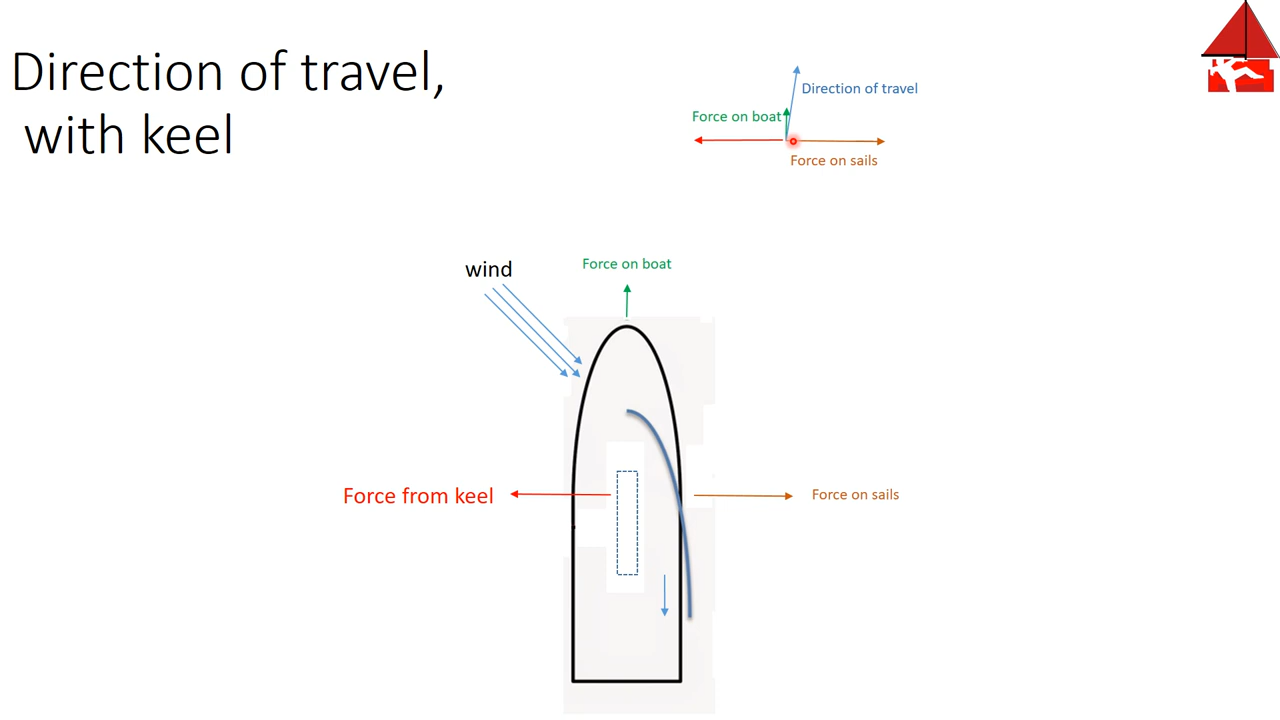 Direction of travel,
with keel
Direction of travel
Force on boat
Force on sails
wind
Force on boat
Force from keel
Force on sails